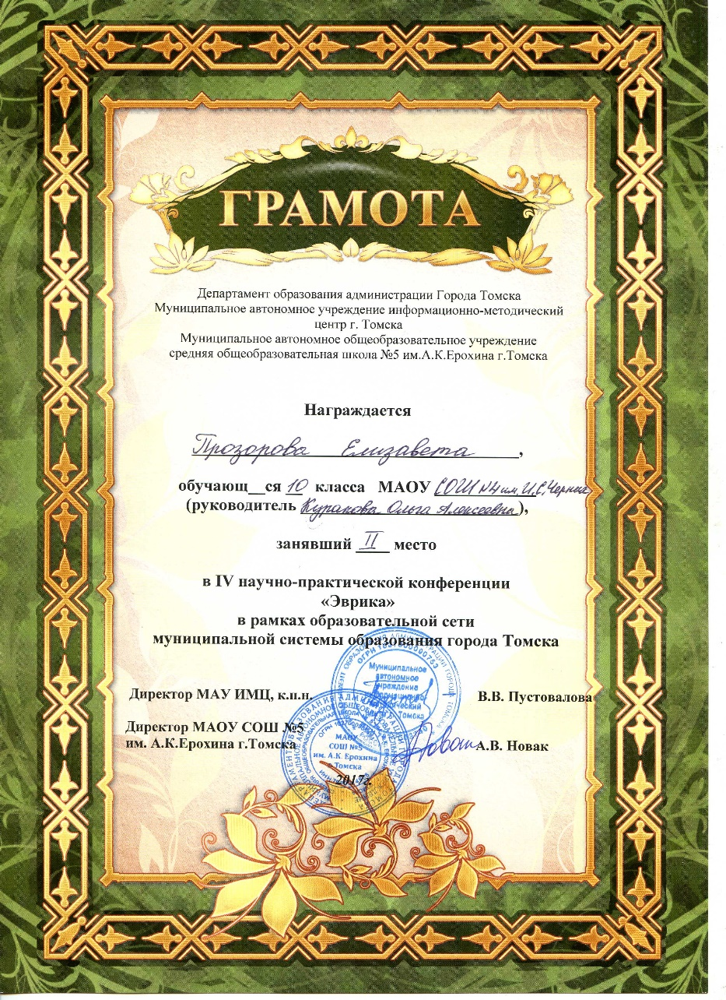 ГРАМОТА
Департамент образования администрации Города Томска
Муниципальное автономное учреждение информационно-методический
центр г. Томска
Муниципальное автономное общеобразовательное учреждение
средняя общеобразовательная школа №5 им.А.К.Ерохина г.Томска
Награждается
Прозорова Елизавета,
обучающ__ся 10 класса МАОУ СОШ №4 им. И.С.Черных
(руководитель Куракова Ольга Алексеевна),
занявший II место
в IV научно-практической конференции
«Эврика»
в рамках образовательной сети
муниципальной системы образования города Томска
Муниципальное
автономное
учреждение
Директор МАУ ИМЦ, к.п.н. В.В. Пустовалова
Директор МАОУ СОШ №5
им. А.К.Ерохина г.Томска А.В. Новак
МАОУ
СОШ №5
им. А.К. Ерохина
г.Томска
2017г.